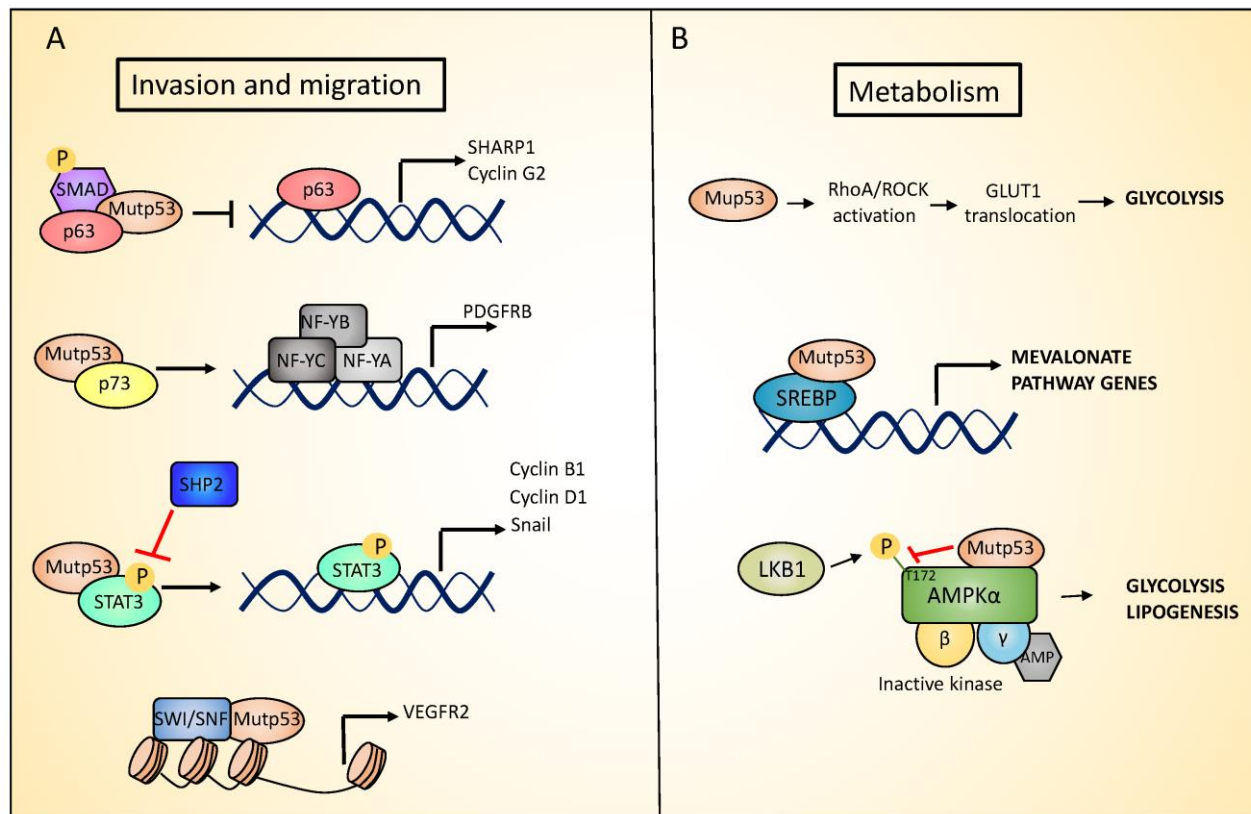 A
Invasion and migration
P
SMAD
Mutp53
p63
p63
SHARP1
Cyclin G2
Mutp53
p73
NF-YB
NF-YC
NF-YA
PDGFRB
SHP2
Mutp53
P
STAT3
P
STAT3
Cyclin B1
Cyclin D1
Snail
SWI/SNF
Mutp53
VEGFR2
B
Metabolism
Mup53
RhoA/ROCK
activation
GLUT1
translocation
GLYCOLYSIS
Mutp53
SREBP
MEVALONATE
PATHWAY GENES
LKB1
P
Mutp53
T172
AMPKα
β
γ
AMP
Inactive kinase
GLYCOLYSIS
LIPOGENESIS